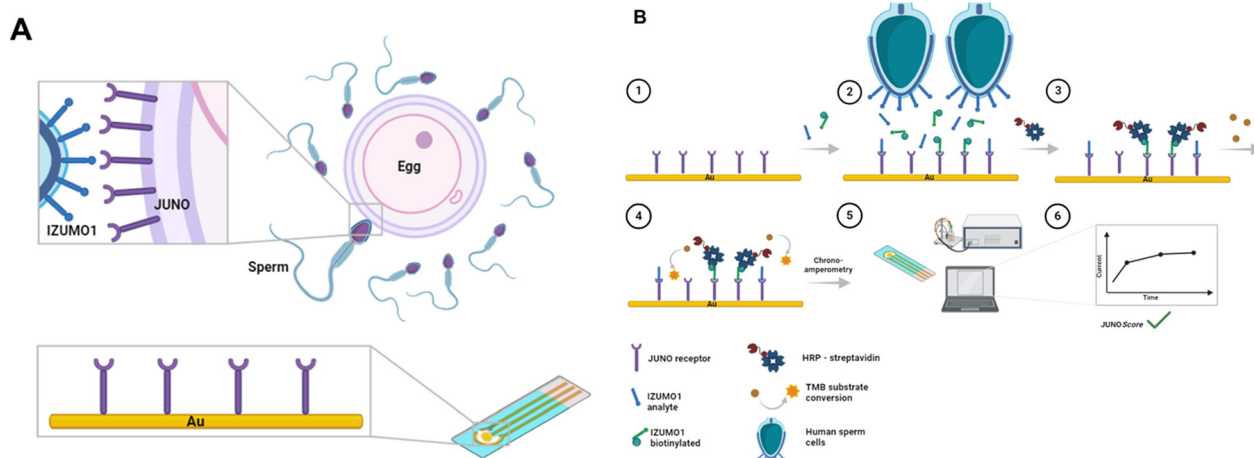 A
Egg
JUNO
IZUMO1
Sperm
Au
B
1
2
3
Au
Au
Au
4
5
6
Au
Chrono-
amperometry
Current
Time
JUNOScore
JUNO receptor
HRP - streptavidin
IZUMO1
analyte
TMB substrate
conversion
IZUMO1
biotinylated
Human sperm
cells